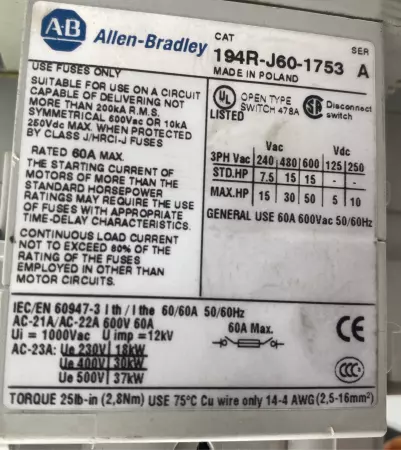 A-B Allen-Bradley
CAT SER
194R-J60-1753 A
MADE IN POLAND
USE FUSES ONLY
SUITABLE FOR USE ON A CIRCUIT
CAPABLE OF DELIVERING NOT
MORE THAN 200kA R.M.S.
SYMMETRICAL 600Vac OR 10kA
250Vdc MAX. WHEN PROTECTED
BY CLASS J/HRCI-J FUSES
RATED 60A MAX.
THE STARTING CURRENT OF
MOTORS OF MORE THAN THE
STANDARD HORSEPOWER
RATINGS MAY REQUIRE THE USE
OF FUSES WITH APPROPRIATE
TIME-DELAY CHARACTERISTICS.
CONTINUOUS LOAD CURRENT
NOT TO EXCEED 80% OF THE
RATING OF THE FUSES
EMPLOYED IN OTHER THAN
MOTOR CIRCUITS.
UL LISTED
OPEN TYPE
SWITCH 478A
SA Disconnect
switch
Vac Vdc
3PH Vac 240 480 600 125 250
STD.HP 7.5 15 15 - -
MAX.HP 15 30 50 5 10
GENERAL USE 60A 600Vac 50/60Hz
IEC/EN 60947-3 I th/I the 60/60A 50/60Hz
AC-21A/AC-22A 600V 60A
Ui = 1000Vac U imp =12kV
AC-23A: Ue 230V 18kW
Ue 400V 30kW
Ue 500V 37kW
60A Max.
CE
CCC
TORQUE 25lb-in (2,8Nm) USE 75°C Cu wire only 14-4 AWG (2,5-16mm²)